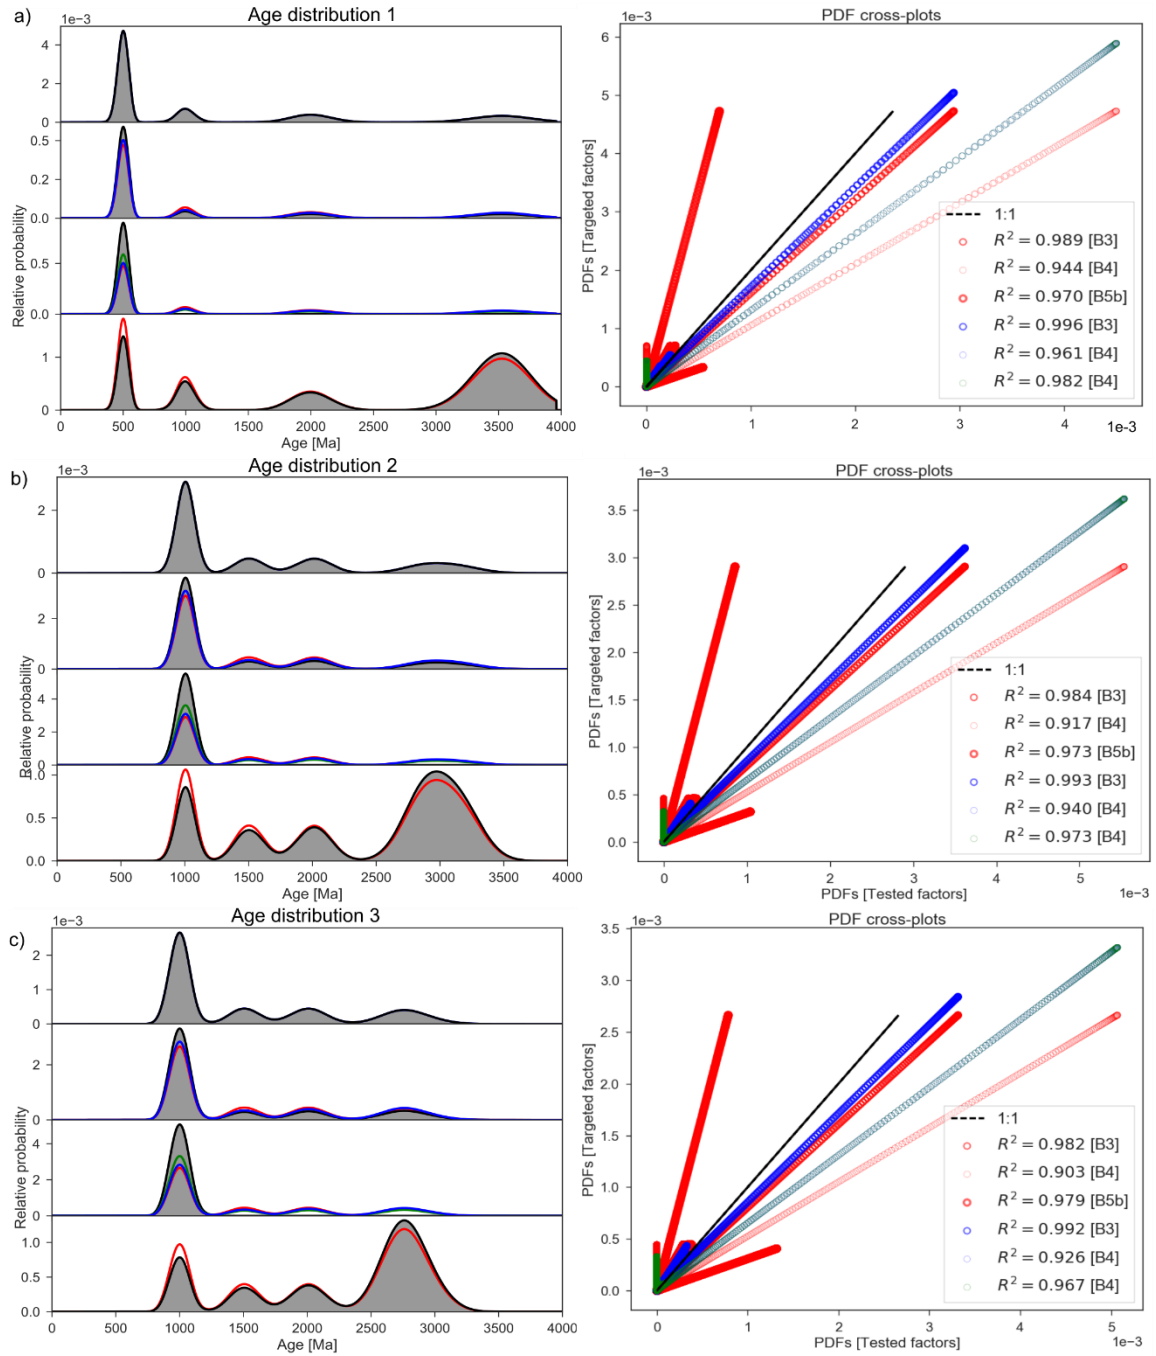 a)
Age distribution 1
1e−3
4
2
0
0.5
0.2
0.0
0.5
0.0
1
0
0 500 1000 1500 2000 2500 3000 3500 4000
Age [Ma]
Relative probability
PDF cross-plots
1e−3
6
5
4
3
2
1
0
0 1 2 3 4
1e−3
PDFs [Targeted factors]
1:1
R² = 0.989 [B3]
R² = 0.944 [B4]
R² = 0.970 [B5b]
R² = 0.996 [B3]
R² = 0.961 [B4]
R² = 0.982 [B4]
b)
Age distribution 2
1e−3
2
0
2
0
4
2
0
0.5
0.0
0 500 1000 1500 2000 2500 3000 3500 4000
Age [Ma]
Relative probability
PDF cross-plots
1e−3
3.5
3.0
2.5
2.0
1.5
1.0
0.5
0.0
0 1 2 3 4 5
1e−3
PDFs [Tested factors]
PDFs [Targeted factors]
1:1
R² = 0.984 [B3]
R² = 0.917 [B4]
R² = 0.973 [B5b]
R² = 0.993 [B3]
R² = 0.940 [B4]
R² = 0.973 [B4]
c)
Age distribution 3
1e−3
2
1
0
2
0
4
2
0
1.0
0.5
0.0
0 500 1000 1500 2000 2500 3000 3500 4000
Age [Ma]
Relative probability
PDF cross-plots
1e−3
3.5
3.0
2.5
2.0
1.5
1.0
0.5
0.0
0 1 2 3 4 5
1e−3
PDFs [Tested factors]
PDFs [Targeted factors]
1:1
R² = 0.982 [B3]
R² = 0.903 [B4]
R² = 0.979 [B5b]
R² = 0.992 [B3]
R² = 0.926 [B4]
R² = 0.967 [B4]